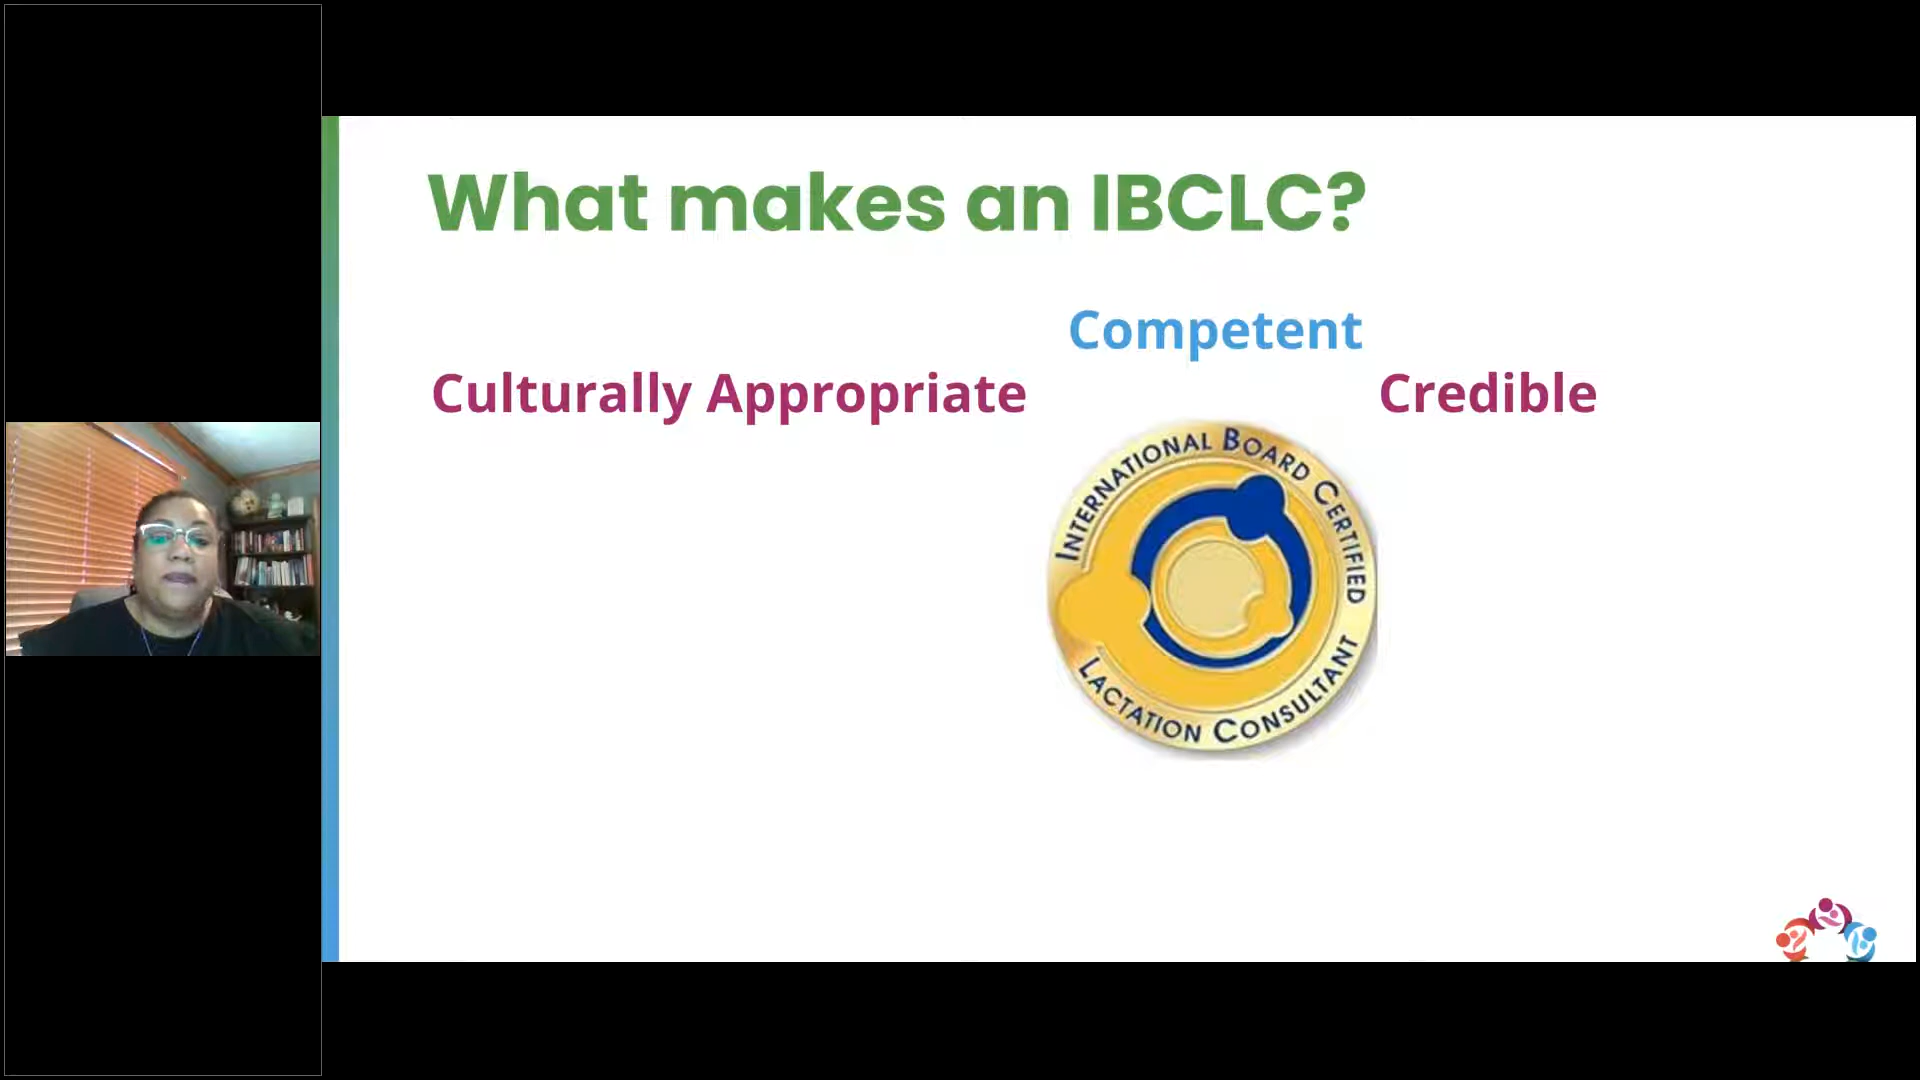 What makes an IBCLC?
Competent
Culturally Appropriate
Credible
INTERNATIONAL BOARD CERTIFIED
LACTATION CONSULTANT